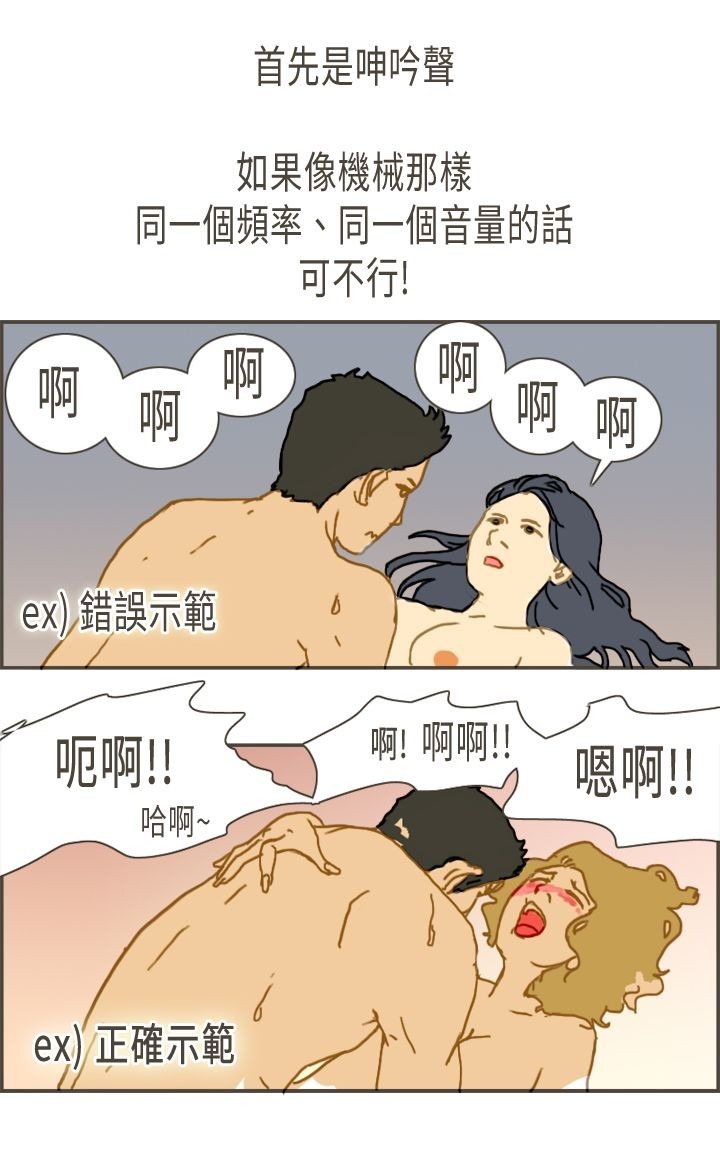 首先是呻吟聲
如果像機械那樣
同一個頻率、同一個音量的話
可不行!
啊
啊
啊
啊
啊
啊
ex) 錯誤示範
呃啊!!
哈啊~
啊! 啊啊!!
嗯啊!!
ex) 正確示範